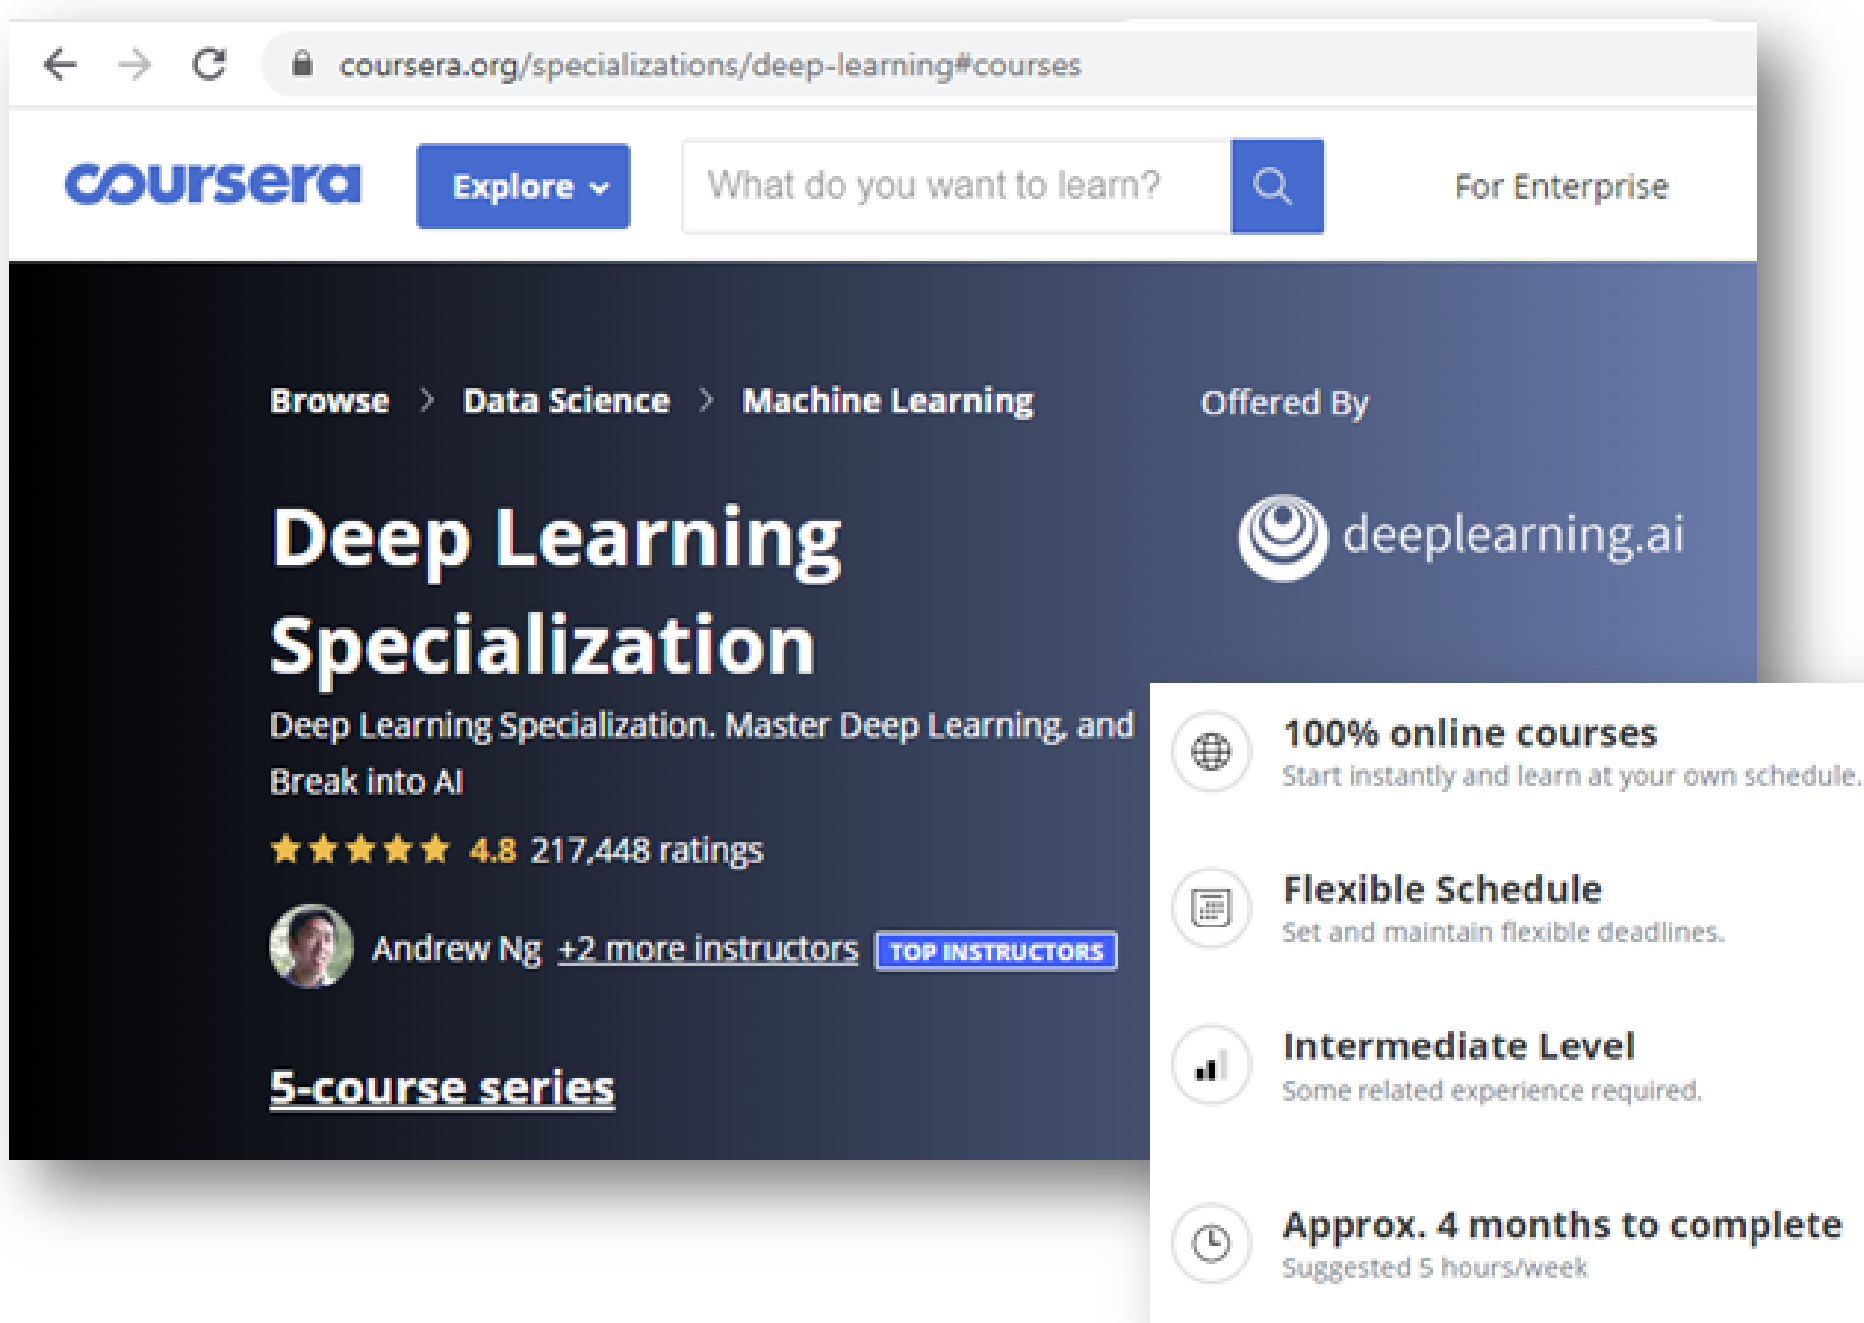 coursera.org/specializations/deep-learning#courses
coursera Explore What do you want to learn? For Enterprise
Browse > Data Science > Machine Learning
Offered By
deeplearning.ai
Deep Learning
Specialization
Deep Learning Specialization. Master Deep Learning, and
Break into AI
4.8 217,448 ratings
Andrew Ng +2 more instructors TOP INSTRUCTORS
5-course series
100% online courses
Start instantly and learn at your own schedule.
Flexible Schedule
Set and maintain flexible deadlines.
Intermediate Level
Some related experience required.
Approx. 4 months to complete
Suggested 5 hours/week